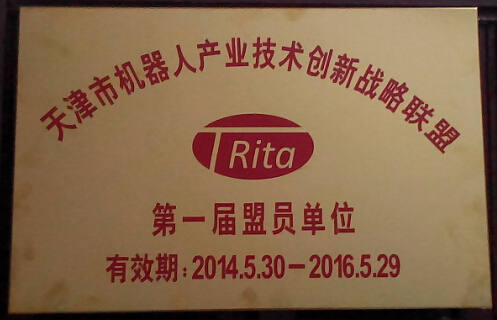 天津市机器人产业技术创新战略联盟
TRita
第一届盟员单位
有效期：2014.5.30－2016.5.29